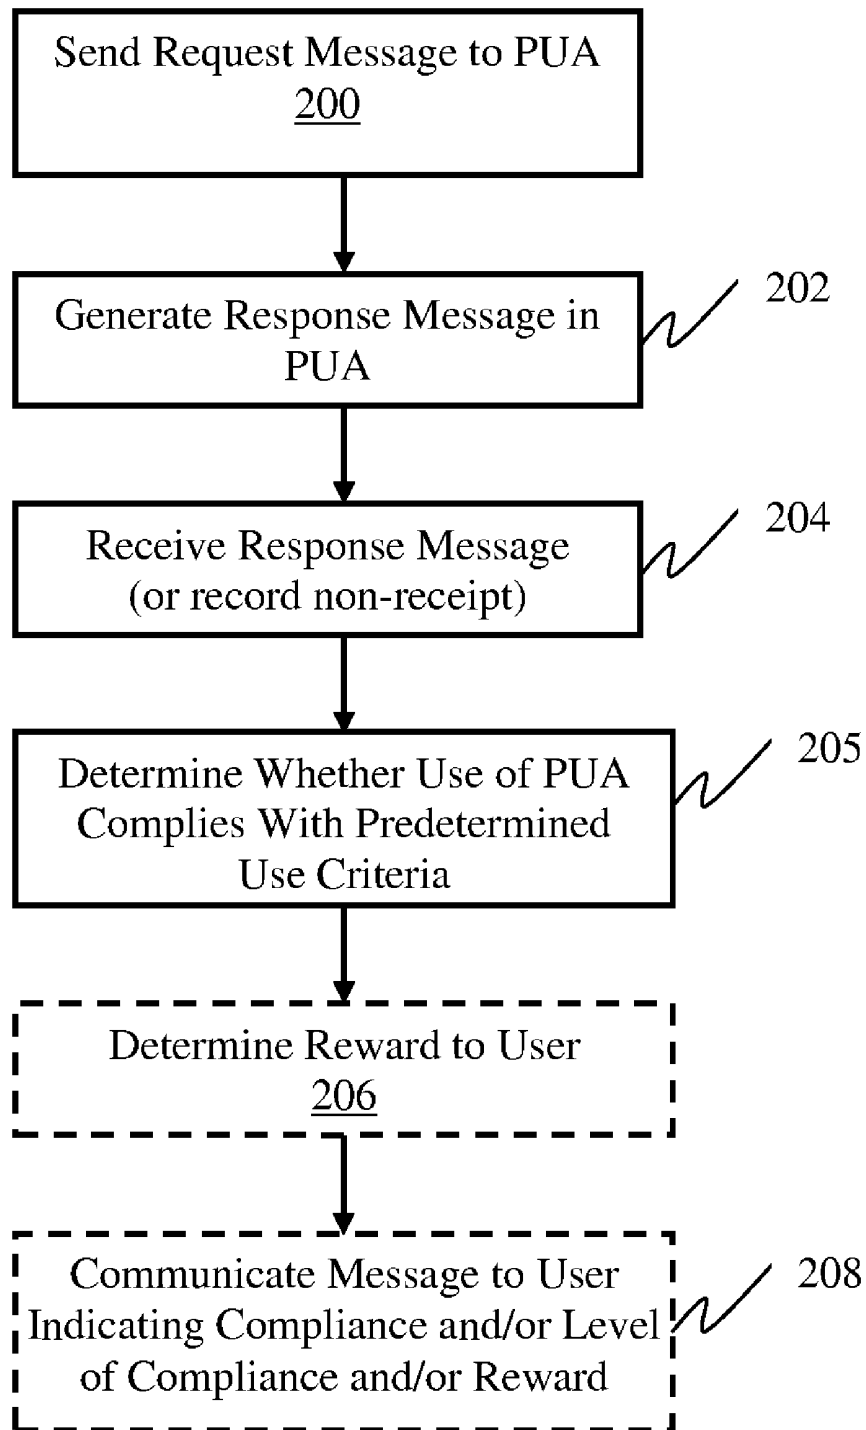 Send Request Message to PUA
200
Generate Response Message in
PUA
202
Receive Response Message
(or record non-receipt)
204
Determine Whether Use of PUA
Complies With Predetermined
Use Criteria
205
Determine Reward to User
206
Communicate Message to User
Indicating Compliance and/or Level
of Compliance and/or Reward
208